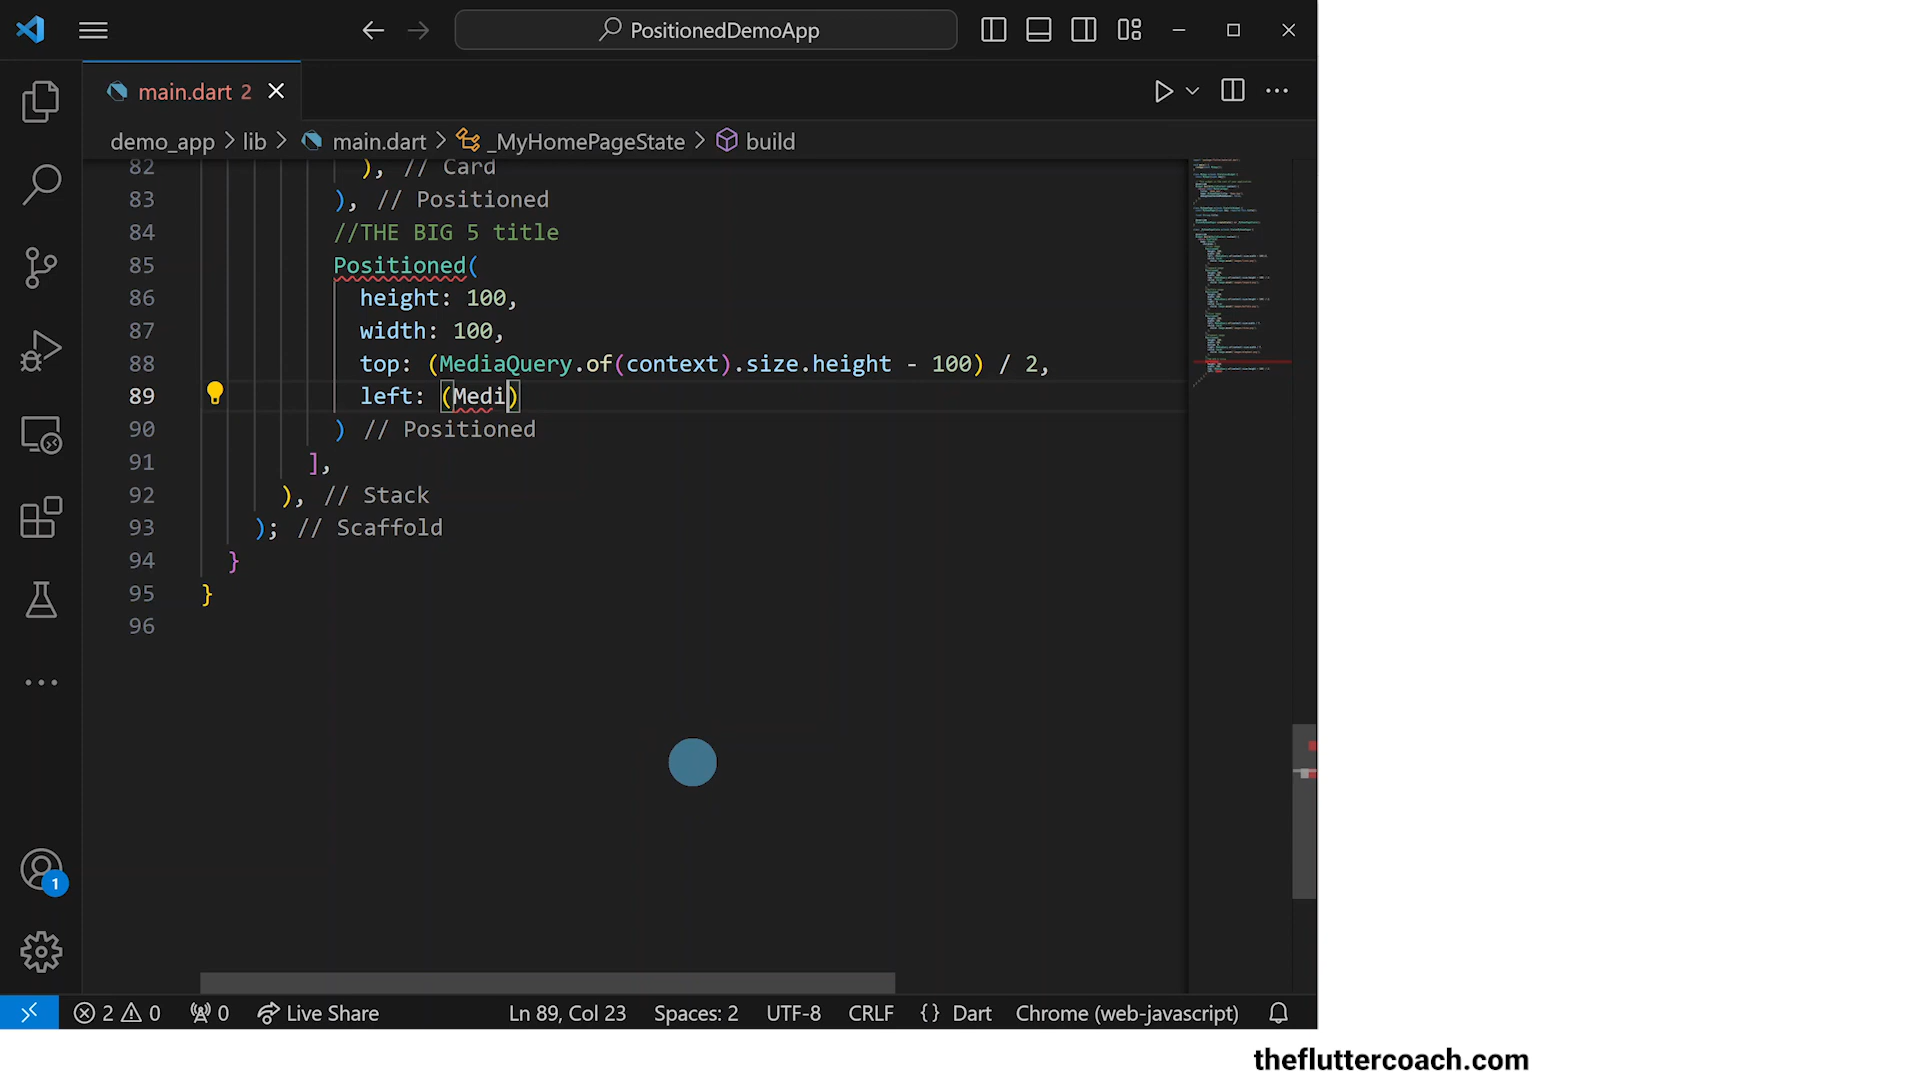 PositionedDemoApp
main.dart 2
demo_app > lib > main.dart > _MyHomePageState > build
82 ), // Card
83 ), // Positioned
84 //THE BIG 5 title
85 Positioned(
86 height: 100,
87 width: 100,
88 top: (MediaQuery.of(context).size.height - 100) / 2,
89 left: (Medi)
90 ) // Positioned
91 ],
92 ), // Stack
93 ); // Scaffold
94 }
95 }
96
1
2 0 0 Live Share Ln 89, Col 23 Spaces: 2 UTF-8 CRLF {} Dart Chrome (web-javascript)
thefluttercoach.com